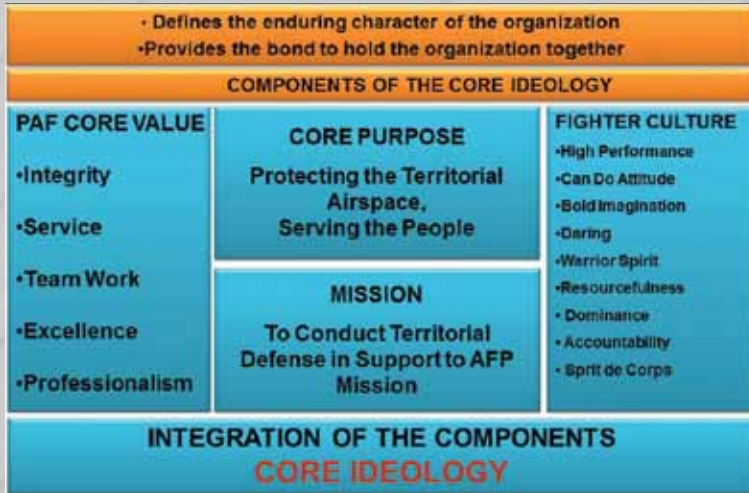 • Defines the enduring character of the organization
•Provides the bond to hold the organization together
COMPONENTS OF THE CORE IDEOLOGY
PAF CORE VALUE
•Integrity
•Service
•Team Work
•Excellence
•Professionalism
CORE PURPOSE
Protecting the Territorial
Airspace,
Serving the People
MISSION
To Conduct Territorial
Defense in Support to AFP
Mission
FIGHTER CULTURE
•High Performance
•Can Do Attitude
•Bold Imagination
•Daring
•Warrior Spirit
•Resourcefulness
• Dominance
• Accountability
• Sprit de Corps
INTEGRATION OF THE COMPONENTS
CORE IDEOLOGY